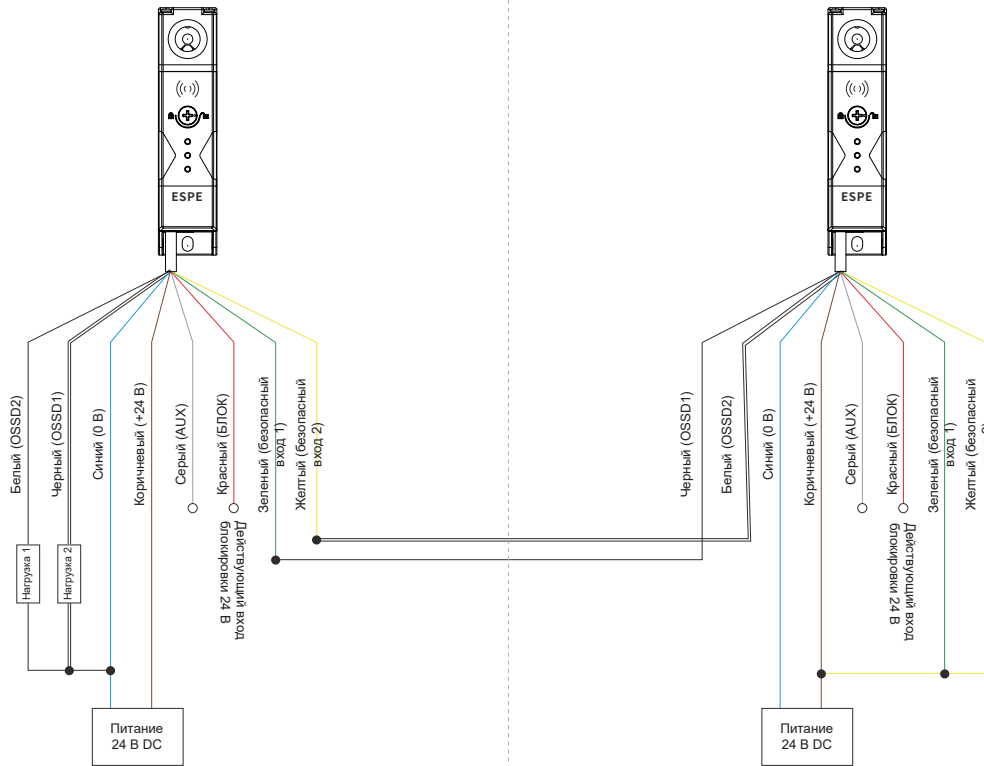 ESPE
Белый (OSSD2)
Черный (OSSD1)
Синий (0 В)
Коричневый (+24 В)
Серый (AUX)
Красный (БЛОК)
Зеленый (безопасный
вход 1)
Желтый (безопасный
вход 2)
Действующий вход
блокировки 24 В
Нагрузка 1
Нагрузка 2
Питание
24 В DC
ESPE
Черный (OSSD1)
Белый (OSSD2)
Синий (0 В)
Коричневый (+24 В)
Серый (AUX)
Красный (БЛОК)
Зеленый (безопасный
вход 1)
Желтый (безопасный
Действующий вход
блокировки 24 В
Питание
24 В DC